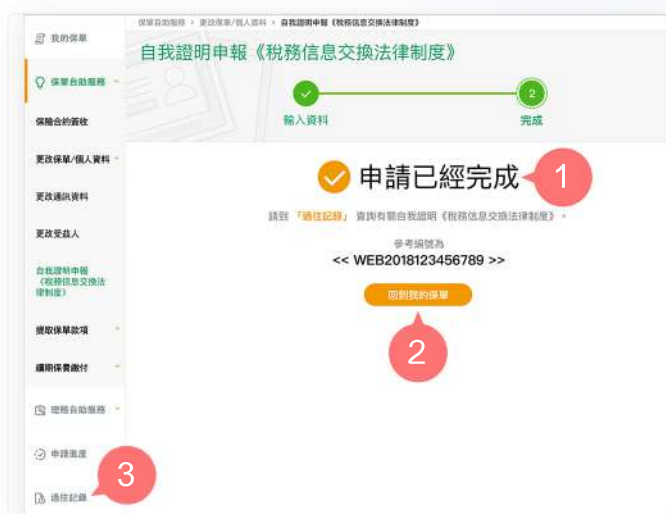 保單自助服務 › 更改保單/個人資料 › 自我證明申報《稅務信息交換法律制度》
我的保單
自我證明申報《稅務信息交換法律制度》
保單自助服務
2
輸入資料
完成
保險合約簽收
更改保單/個人資料
申請已經完成
1
更改通訊資料
請到「過往記錄」查詢有關自我證明《稅務信息交換法律制度》。
更改受益人
參考編號為
<< WEB2018123456789 >>
自我證明申報
《稅務信息交換法
律制度》
回到我的保單
提取保單款項
2
續期保費繳付
理賠自助服務
申請進度
3
過往記錄